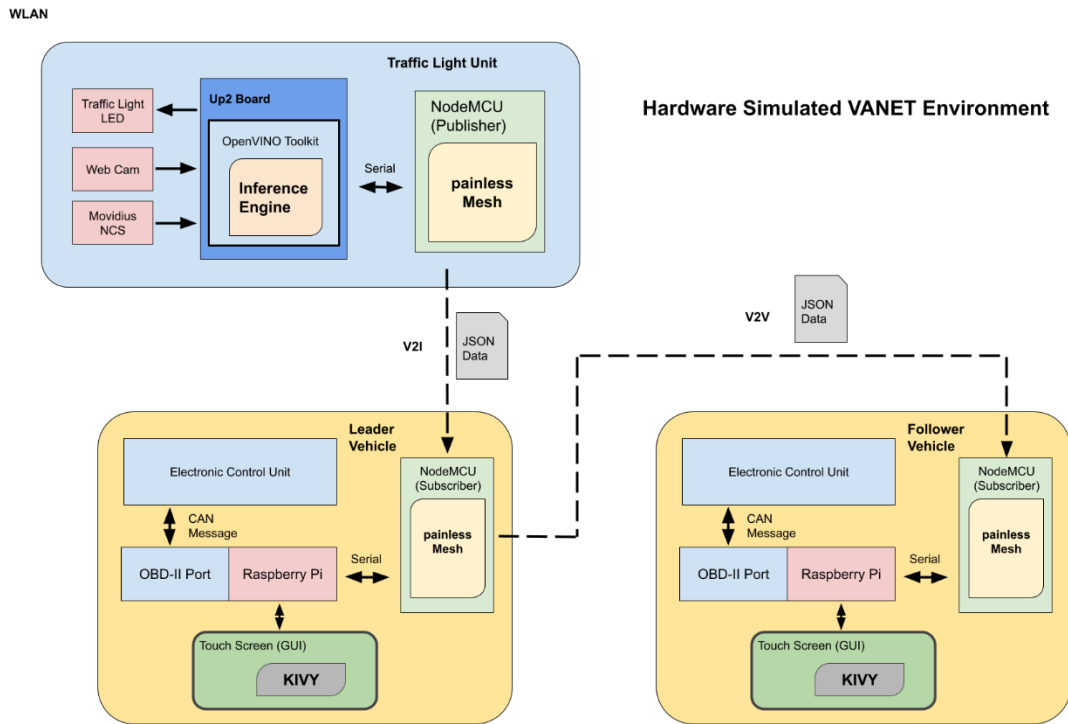 WLAN
Traffic Light Unit
Hardware Simulated VANET Environment
Traffic Light
LED
Web Cam
Movidius
NCS
Up2 Board
OpenVINO Toolkit
Inference
Engine
Serial
NodeMCU
(Publisher)
painless
Mesh
V2I
JSON
Data
V2V
JSON
Data
Leader
Vehicle
Electronic Control Unit
CAN
Message
OBD-II Port
Raspberry Pi
Serial
NodeMCU
(Subscriber)
painless
Mesh
Touch Screen (GUI)
KIVY
Follower
Vehicle
Electronic Control Unit
CAN
Message
OBD-II Port
Raspberry Pi
Serial
NodeMCU
(Subscriber)
painless
Mesh
Touch Screen (GUI)
KIVY